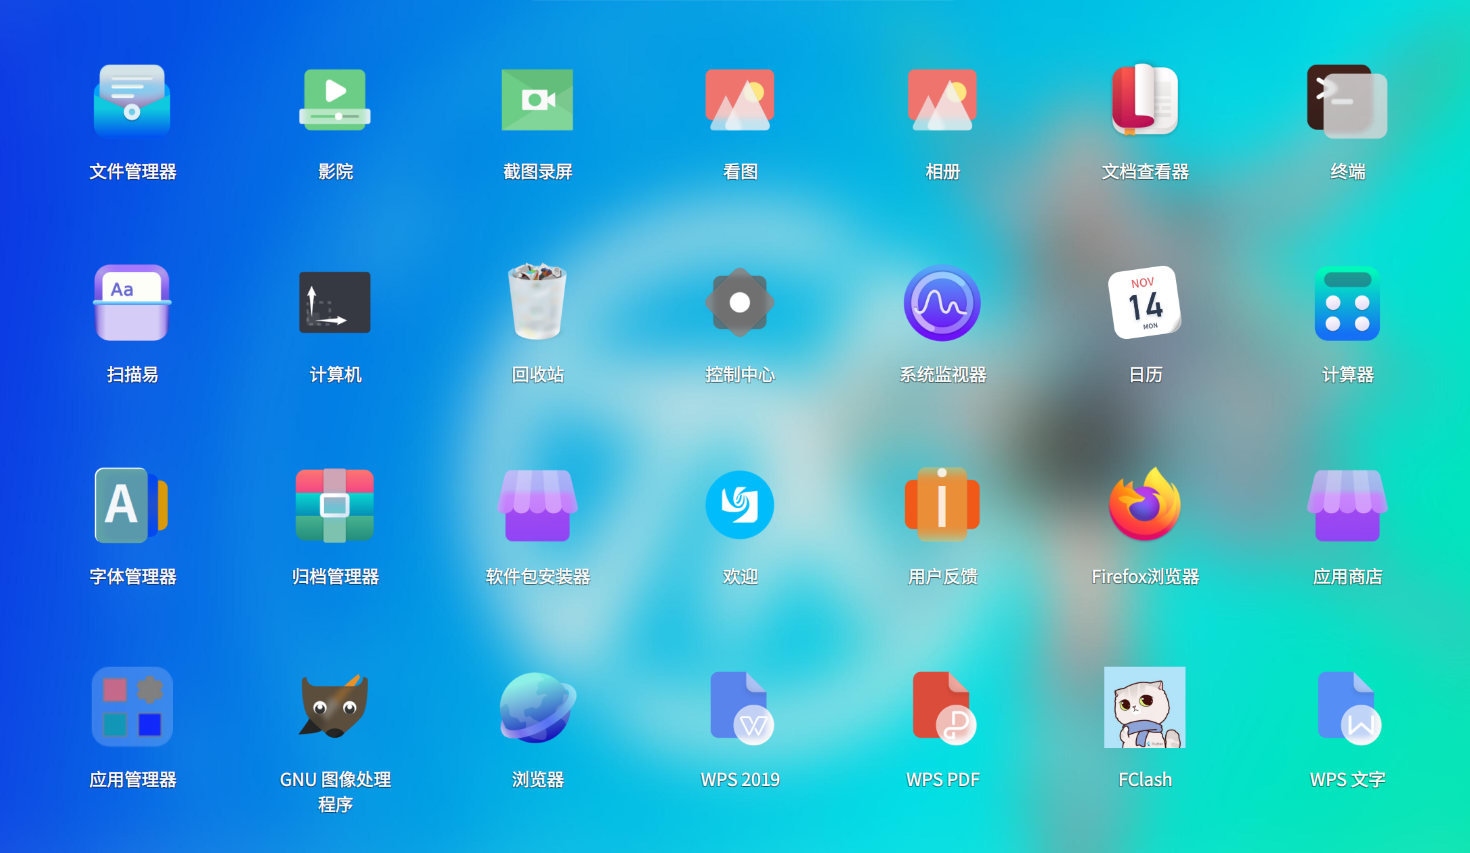 文件管理器
影院
截图录屏
看图
相册
文档查看器
终端
Aa
NOV
14
MON
扫描易
计算机
回收站
控制中心
系统监视器
日历
计算器
A
字体管理器
归档管理器
软件包安装器
欢迎
用户反馈
Firefox浏览器
应用商店
应用管理器
GNU 图像处理
程序
浏览器
WPS 2019
WPS PDF
FClash
WPS 文字